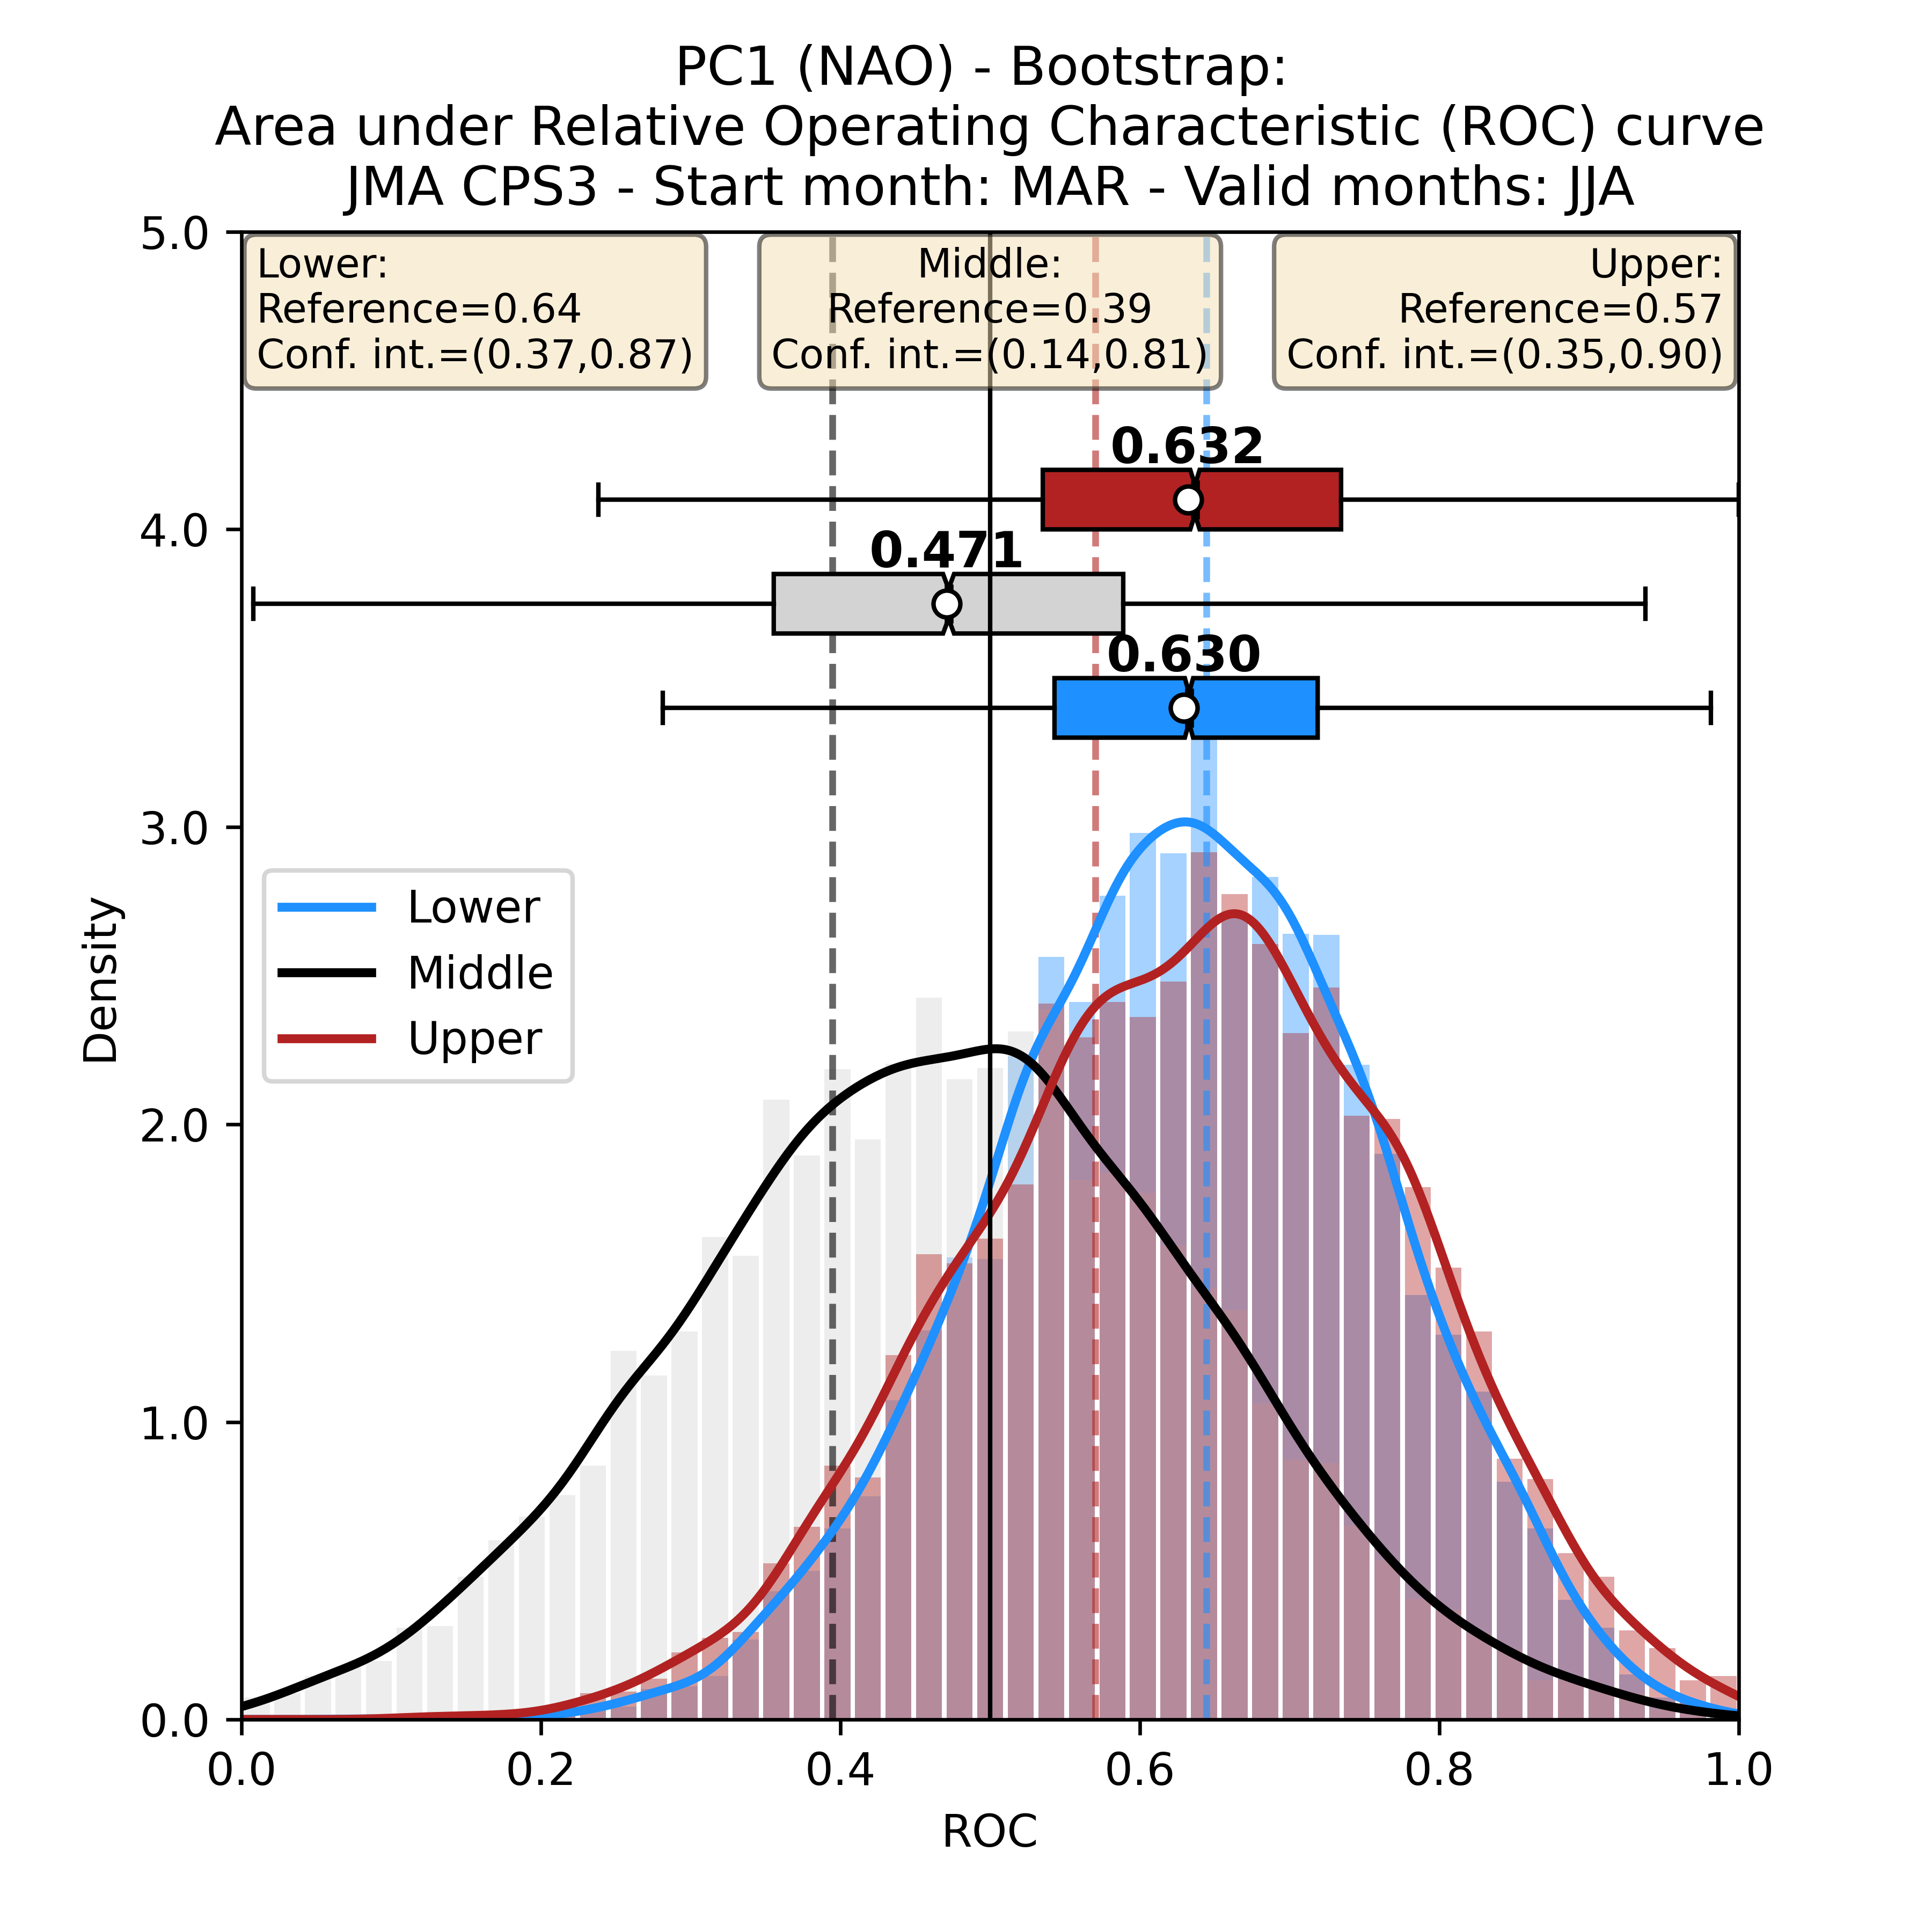 PC1 (NAO) - Bootstrap:
Area under Relative Operating Characteristic (ROC) curve
JMA CPS3 - Start month: MAR - Valid months: JJA
Lower:
Reference=0.64
Conf. int.=(0.37,0.87)
Middle:
Reference=0.39
Conf. int.=(0.14,0.81)
Upper:
Reference=0.57
Conf. int.=(0.35,0.90)
0.632
0.471
0.630
Lower
Middle
Upper
Density
5.0
4.0
3.0
2.0
1.0
0.0
0.0 0.2 0.4 0.6 0.8 1.0
ROC